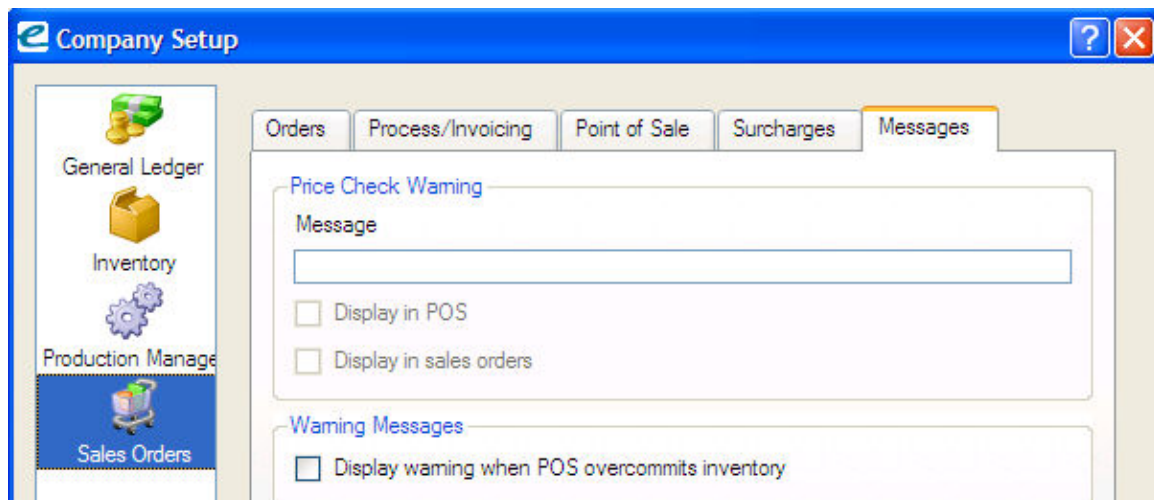 Company Setup
General Ledger
Inventory
Production Manage
Sales Orders
Orders
Process/Invoicing
Point of Sale
Surcharges
Messages
Price Check Warning
Message
Display in POS
Display in sales orders
Warning Messages
Display warning when POS overcommits inventory